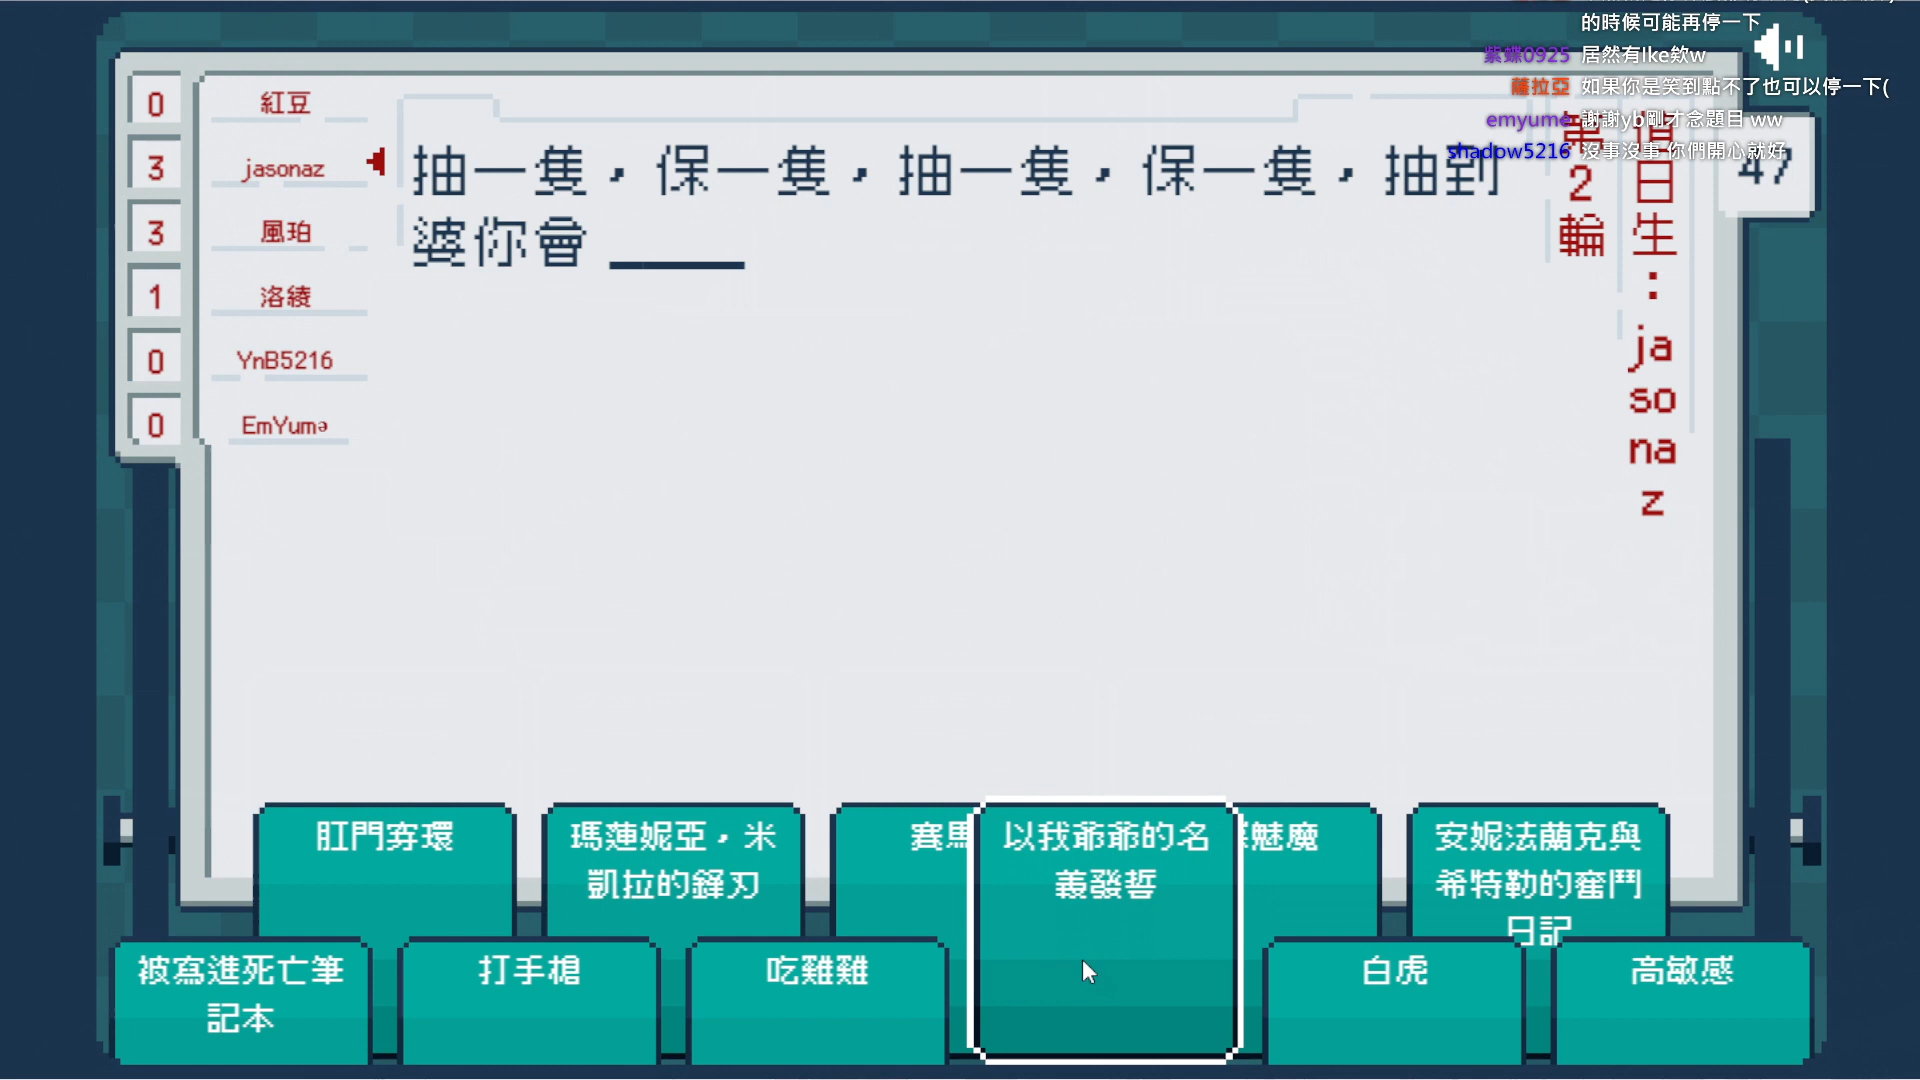 的時候可能再停一下
紫蝶0925 居然有Ike欸w
薩拉亞 如果你是笑到點不了也可以停一下(
emyume 謝謝yb剛才念題目 ww
shadow5216 沒事沒事 你們開心就好
0 紅豆
3 jasonaz
3 風珀
1 洛綾
0 YnB5216
0 EmYumə
抽一隻，保一隻，抽一隻，保一隻，抽到
婆你會 ____
第2輪
值日生：jasonaz
47
肛門穿環
瑪蓮妮亞，米
凱拉的鋒刃
賽馬
以我爺爺的名
義發誓
魅魔
安妮法蘭克與
希特勒的奮鬥
日記
被寫進死亡筆
記本
打手槍
吃雞雞
白虎
高敏感